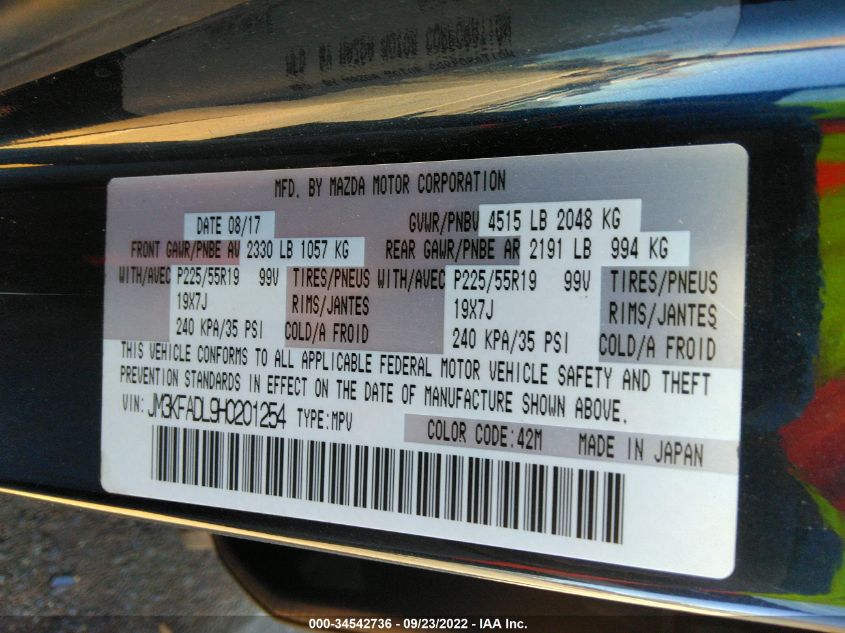 MFD. BY MAZDA MOTOR CORPORATION
DATE 08/17 GVWR/PNBV 4515 LB 2048 KG
FRONT GAWR/PNBE AV 2330 LB 1057 KG REAR GAWR/PNBE AR 2191 LB 994 KG
WITH/AVEC P225/55R19 99V TIRES/PNEUS WITH/AVEC P225/55R19 99V TIRES/PNEUS
19X7J RIMS/JANTES 19X7J RIMS/JANTES
240 KPA/35 PSI COLD/A FROID 240 KPA/35 PSI COLD/A FROID
THIS VEHICLE CONFORMS TO ALL APPLICABLE FEDERAL MOTOR VEHICLE SAFETY AND THEFT
PREVENTION STANDARDS IN EFFECT ON THE DATE OF MANUFACTURE SHOWN ABOVE.
VIN: JM3KFADL9H0201254 TYPE:MPV
COLOR CODE:42M MADE IN JAPAN
000-34542736 - 09/23/2022 - IAA Inc.